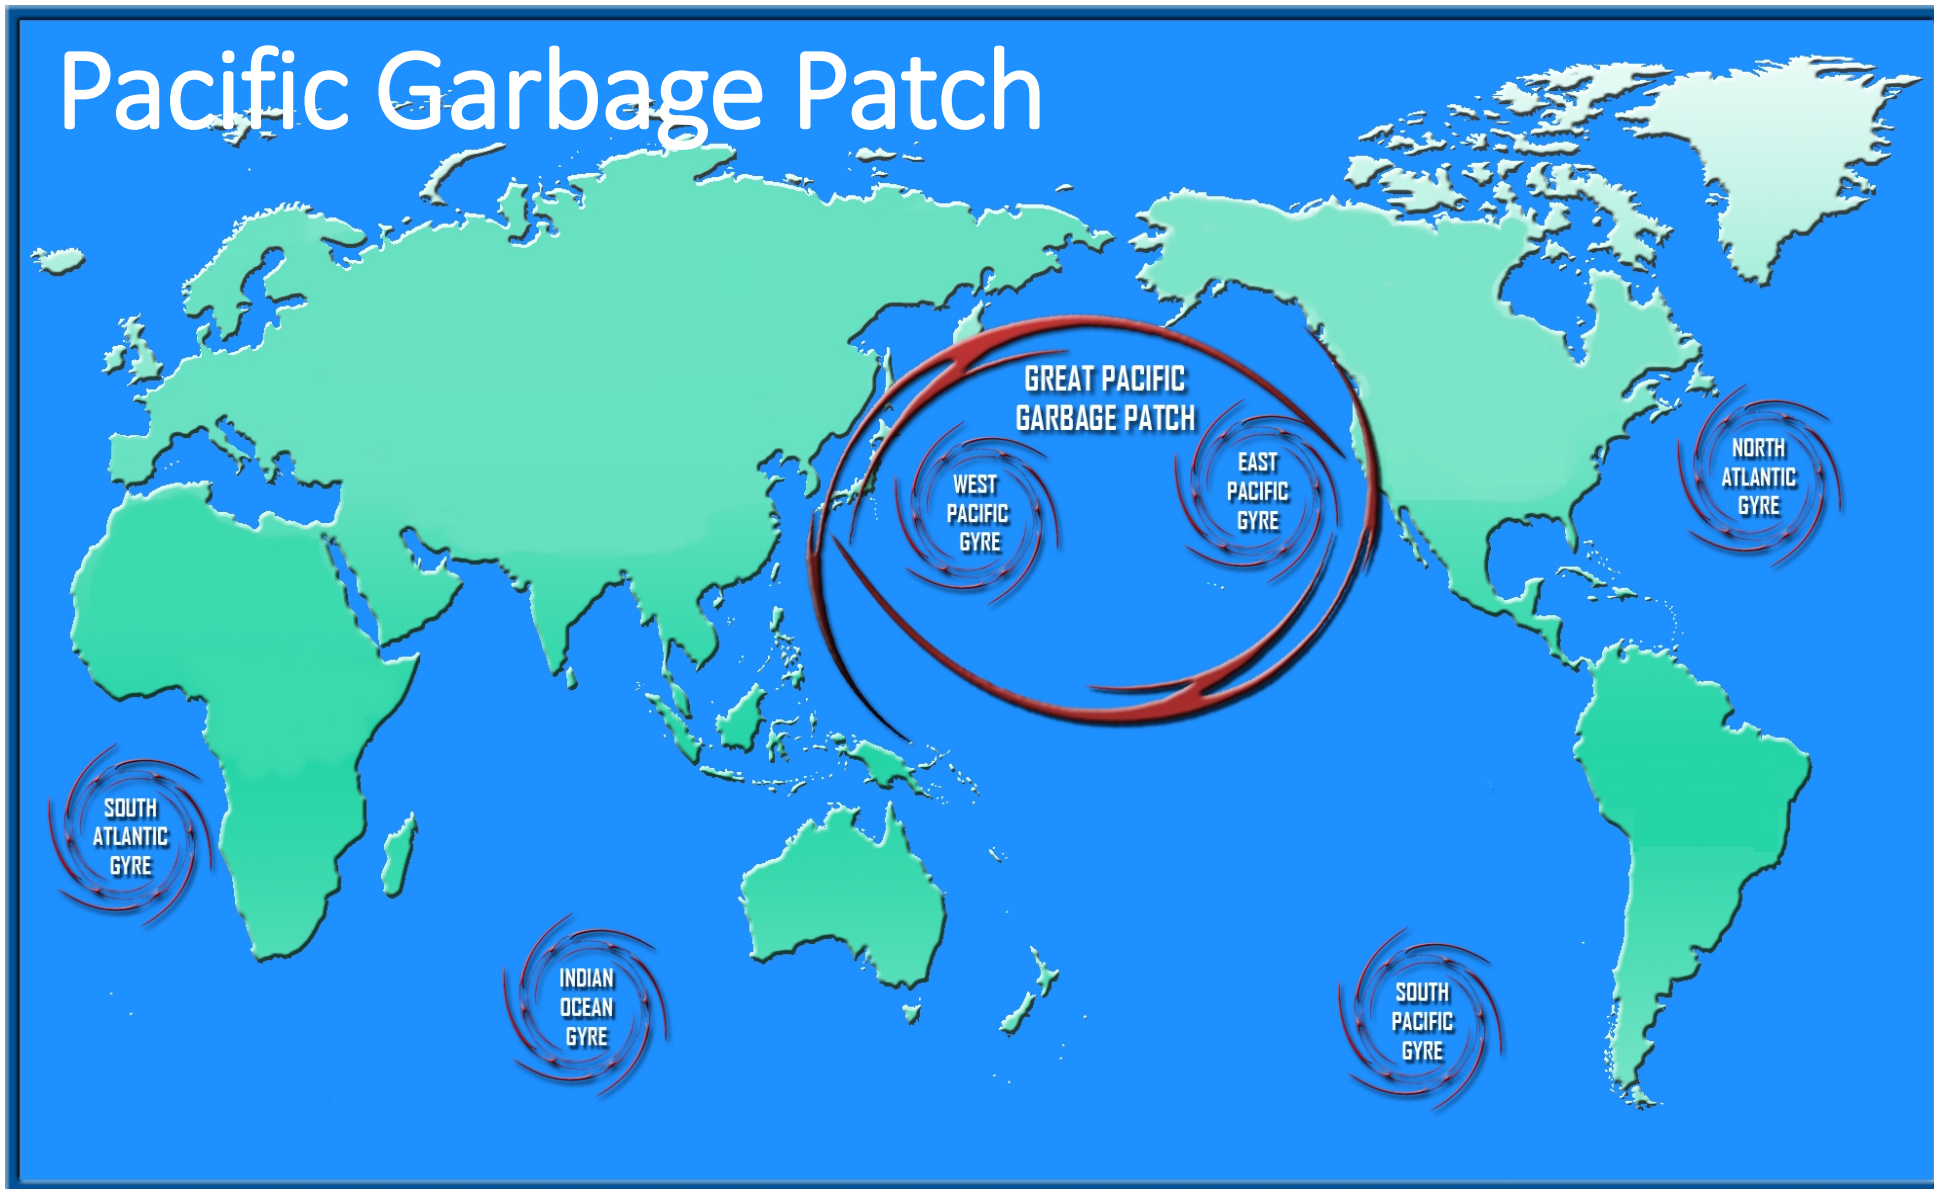 Pacific Garbage Patch
GREAT PACIFIC
GARBAGE PATCH
WEST
PACIFIC
GYRE
EAST
PACIFIC
GYRE
NORTH
ATLANTIC
GYRE
SOUTH
ATLANTIC
GYRE
INDIAN
OCEAN
GYRE
SOUTH
PACIFIC
GYRE